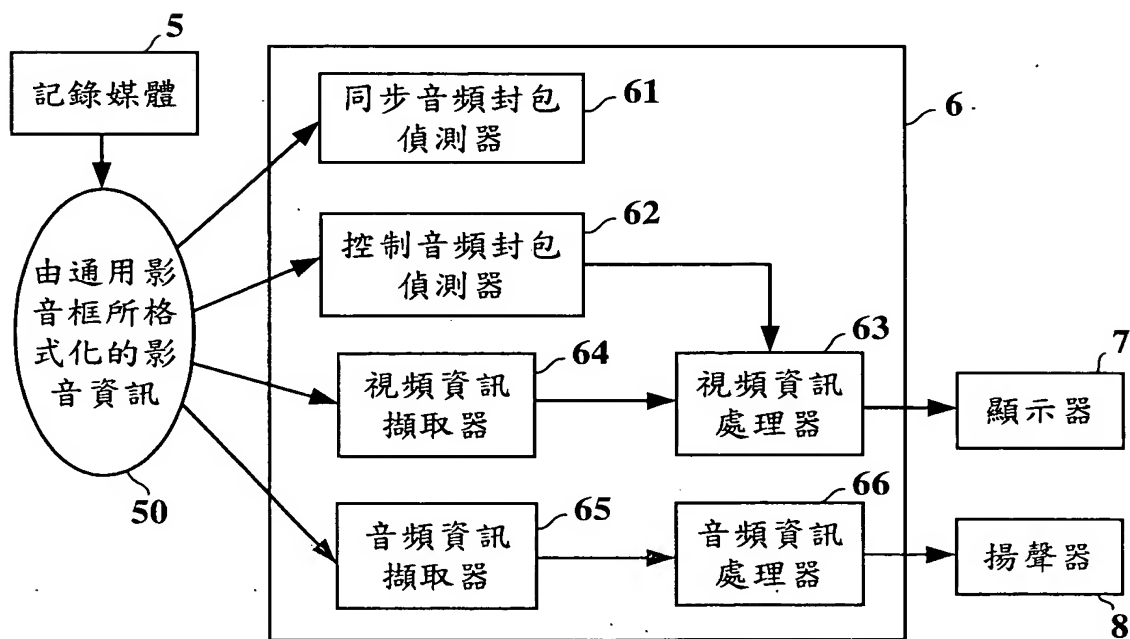 5
記錄媒體
由通用影
音框所格
式化的影
音資訊
50
同步音頻封包
偵測器
61
6
控制音頻封包
偵測器
62
視頻資訊
擷取器
64
視頻資訊
處理器
63
7
顯示器
音頻資訊
擷取器
65
音頻資訊
處理器
66
揚聲器
8